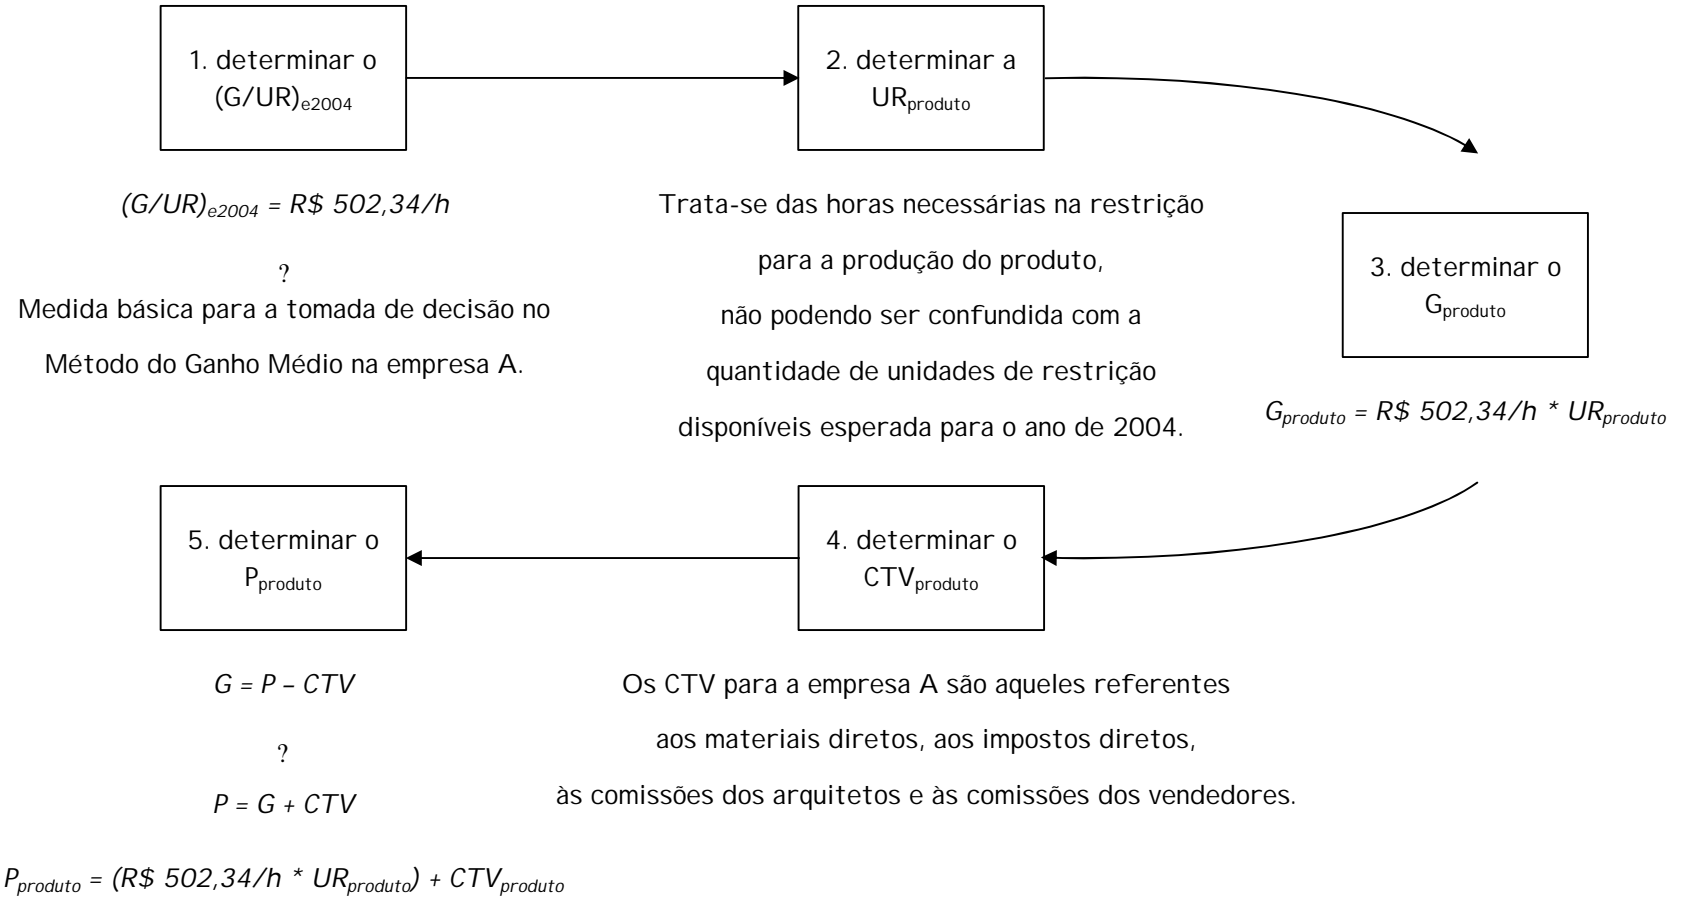 1. determinar o
(G/UR)e2004
2. determinar a
URproduto
(G/UR)e2004 = R$ 502,34/h
?
Medida básica para a tomada de decisão no
Método do Ganho Médio na empresa A.
Trata-se das horas necessárias na restrição
para a produção do produto,
não podendo ser confundida com a
quantidade de unidades de restrição
disponíveis esperada para o ano de 2004.
3. determinar o
Gproduto
Gproduto = R$ 502,34/h * URproduto
4. determinar o
CTVproduto
Os CTV para a empresa A são aqueles referentes
aos materiais diretos, aos impostos diretos,
às comissões dos arquitetos e às comissões dos vendedores.
5. determinar o
Pproduto
G = P – CTV
?
P = G + CTV
Pproduto = (R$ 502,34/h * URproduto) + CTVproduto